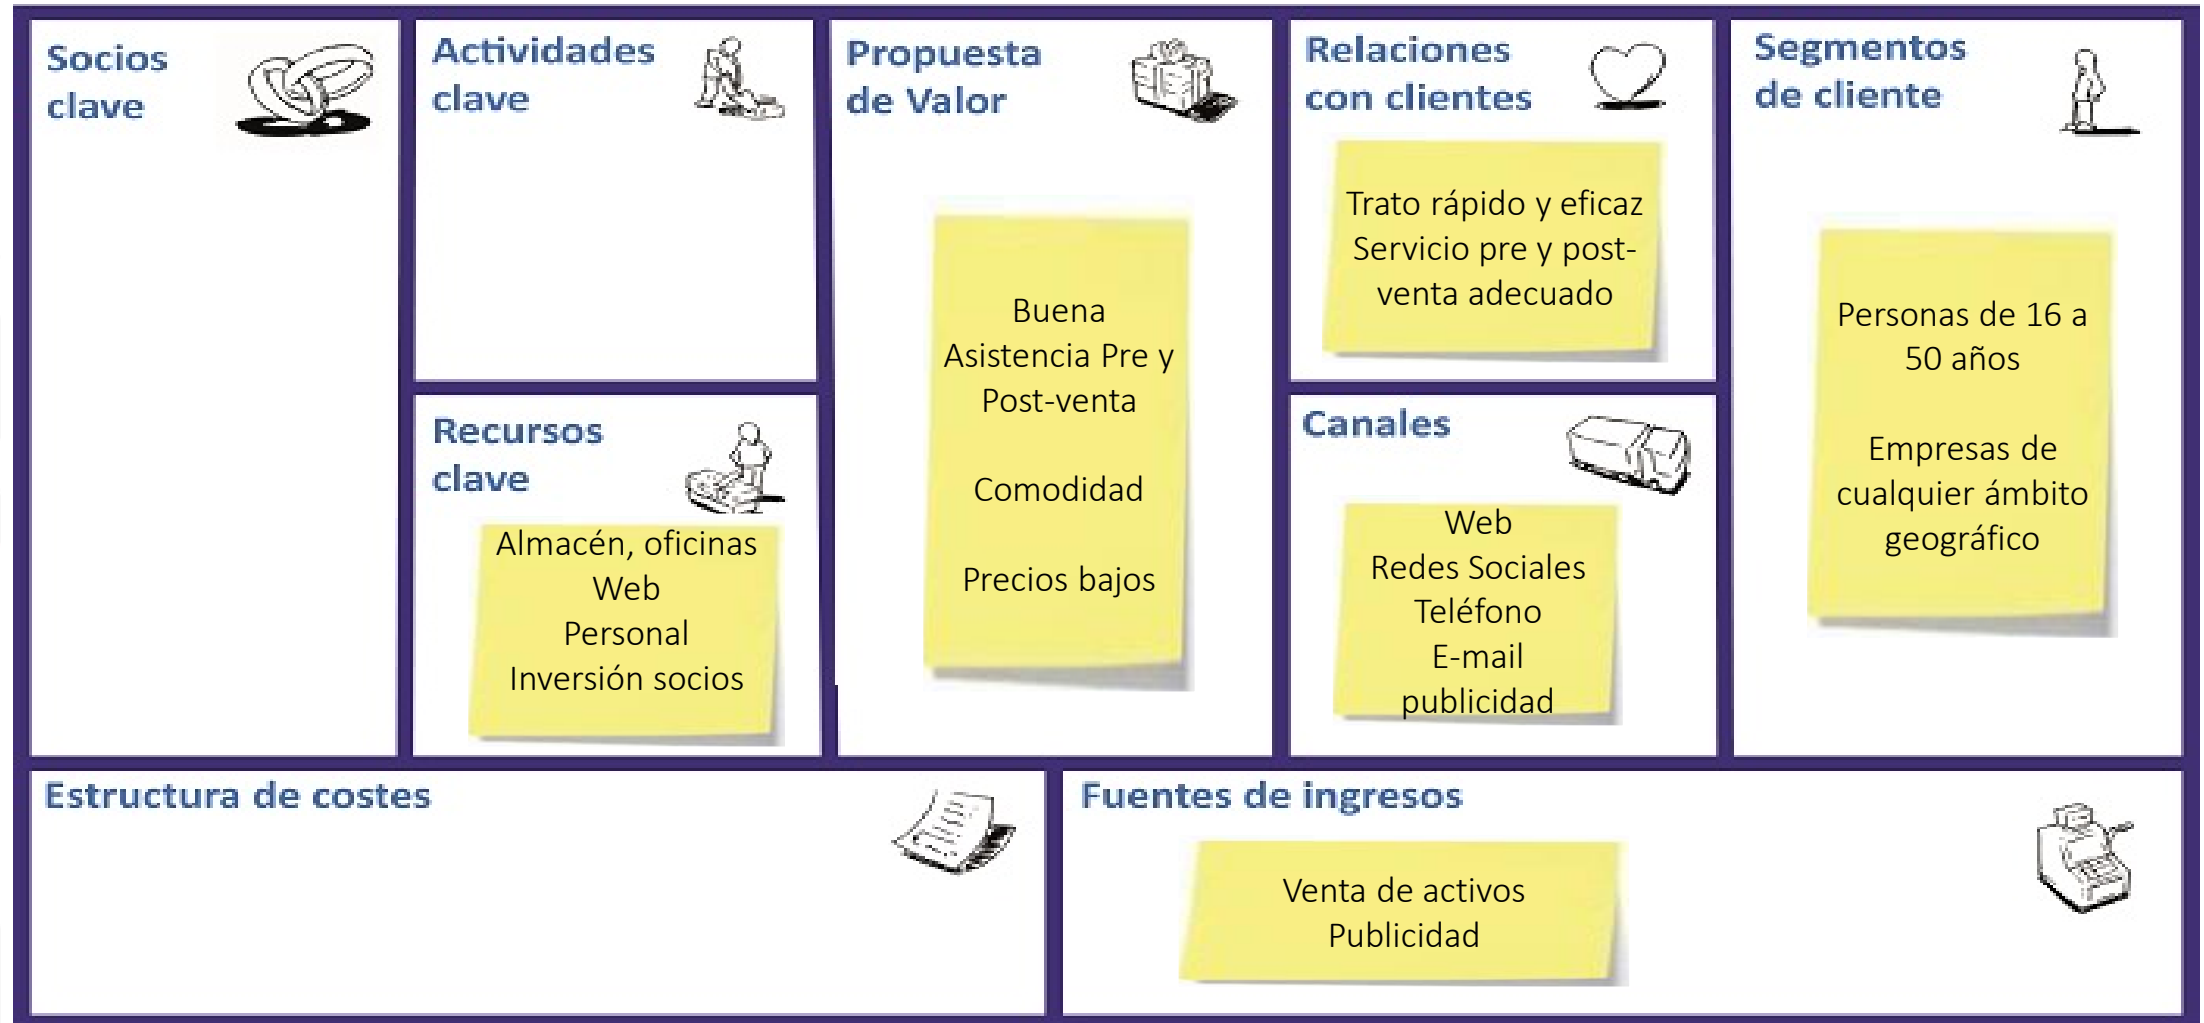 Socios
clave
Actividades
clave
Propuesta
de Valor
Buena
Asistencia Pre y
Post-venta
Comodidad
Precios bajos
Relaciones
con clientes
Trato rápido y eficaz
Servicio pre y post-
venta adecuado
Segmentos
de cliente
Personas de 16 a
50 años
Empresas de
cualquier ámbito
geográfico
Recursos
clave
Almacén, oficinas
Web
Personal
Inversión socios
Canales
Web
Redes Sociales
Teléfono
E-mail
publicidad
Estructura de costes
Fuentes de ingresos
Venta de activos
Publicidad